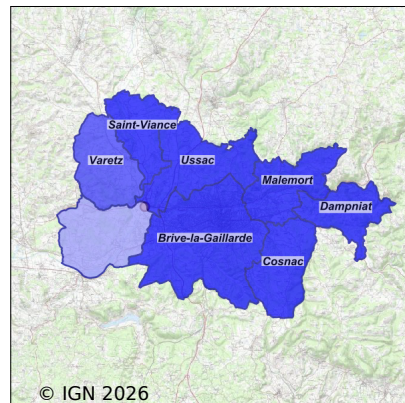 Saint-Viance
Varetz
Ussac
Malemort
Dampniat
Brive-la-Gaillarde
Cosnac
© IGN 2026